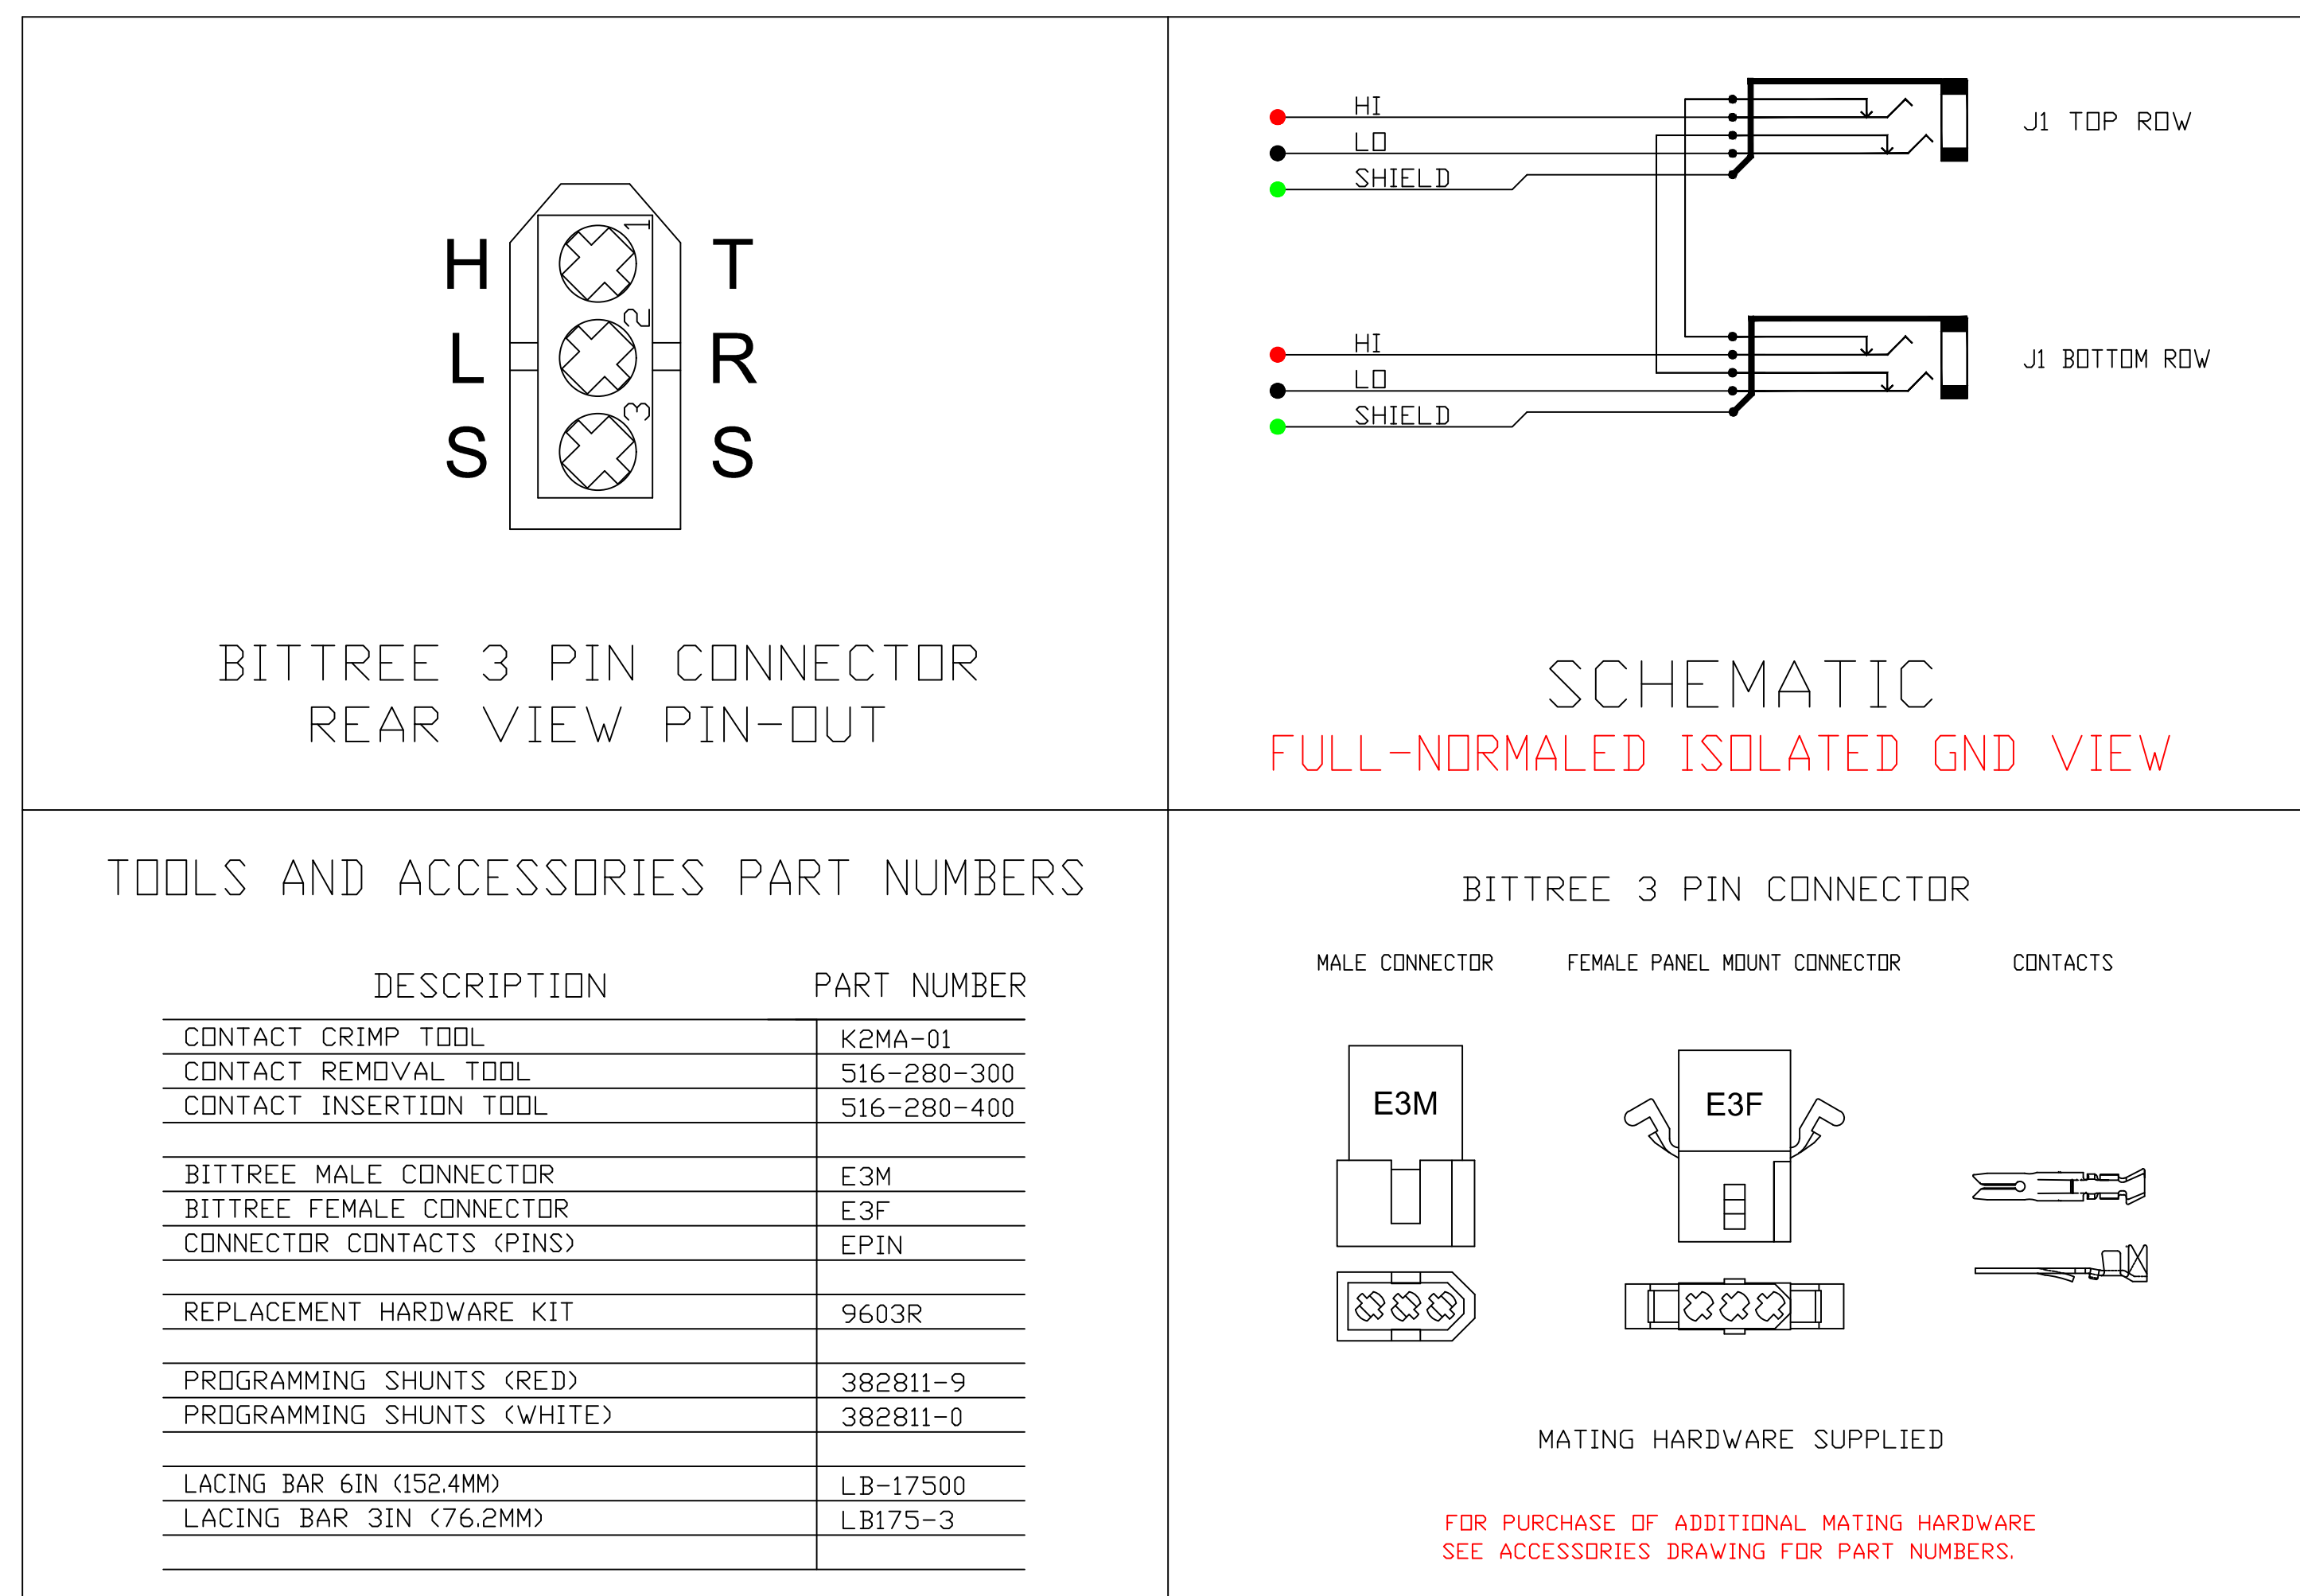 H 1 T
L 2 R
S 3 S
BITTREE 3 PIN CONNECTOR
REAR VIEW PIN-OUT
HI
LO
SHIELD
J1 TOP ROW
HI
LO
SHIELD
J1 BOTTOM ROW
SCHEMATIC
FULL-NORMALED ISOLATED GND VIEW
TOOLS AND ACCESSORIES PART NUMBERS
DESCRIPTION PART NUMBER
CONTACT CRIMP TOOL K2MA-01
CONTACT REMOVAL TOOL 516-280-300
CONTACT INSERTION TOOL 516-280-400
BITTREE MALE CONNECTOR E3M
BITTREE FEMALE CONNECTOR E3F
CONNECTOR CONTACTS (PINS) EPIN
REPLACEMENT HARDWARE KIT 9603R
PROGRAMMING SHUNTS (RED) 382811-9
PROGRAMMING SHUNTS (WHITE) 382811-0
LACING BAR 6IN (152.4MM) LB-17500
LACING BAR 3IN (76.2MM) LB175-3
BITTREE 3 PIN CONNECTOR
MALE CONNECTOR FEMALE PANEL MOUNT CONNECTOR CONTACTS
E3M E3F
MATING HARDWARE SUPPLIED
FOR PURCHASE OF ADDITIONAL MATING HARDWARE
SEE ACCESSORIES DRAWING FOR PART NUMBERS.